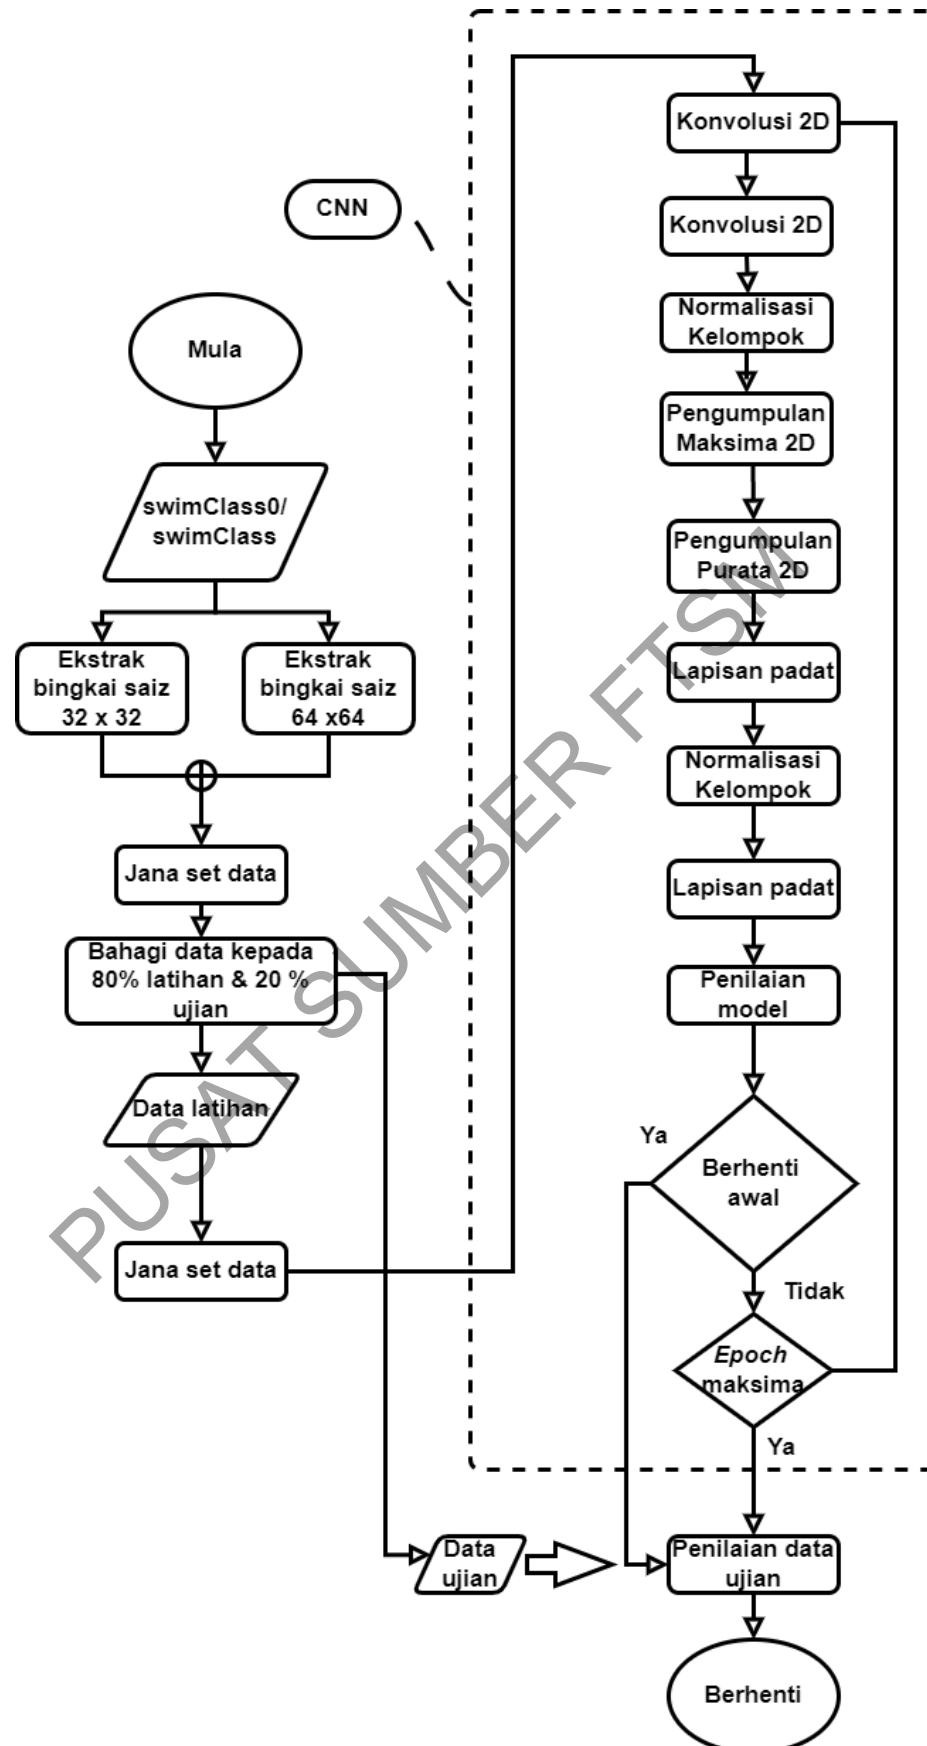 Mula
swimClass0/
swimClass
Ekstrak
bingkai saiz
32 x 32
Ekstrak
bingkai saiz
64 x64
Jana set data
Bahagi data kepada
80% latihan & 20 %
ujian
Data latihan
Jana set data
CNN
Konvolusi 2D
Konvolusi 2D
Normalisasi
Kelompok
Pengumpulan
Maksima 2D
Pengumpulan
Purata 2D
Lapisan padat
Normalisasi
Kelompok
Lapisan padat
Penilaian
model
Ya
Berhenti
awal
Tidak
Epoch
maksima
Ya
Data
ujian
Penilaian data
ujian
Berhenti
PUSAT SUMBER FTSM